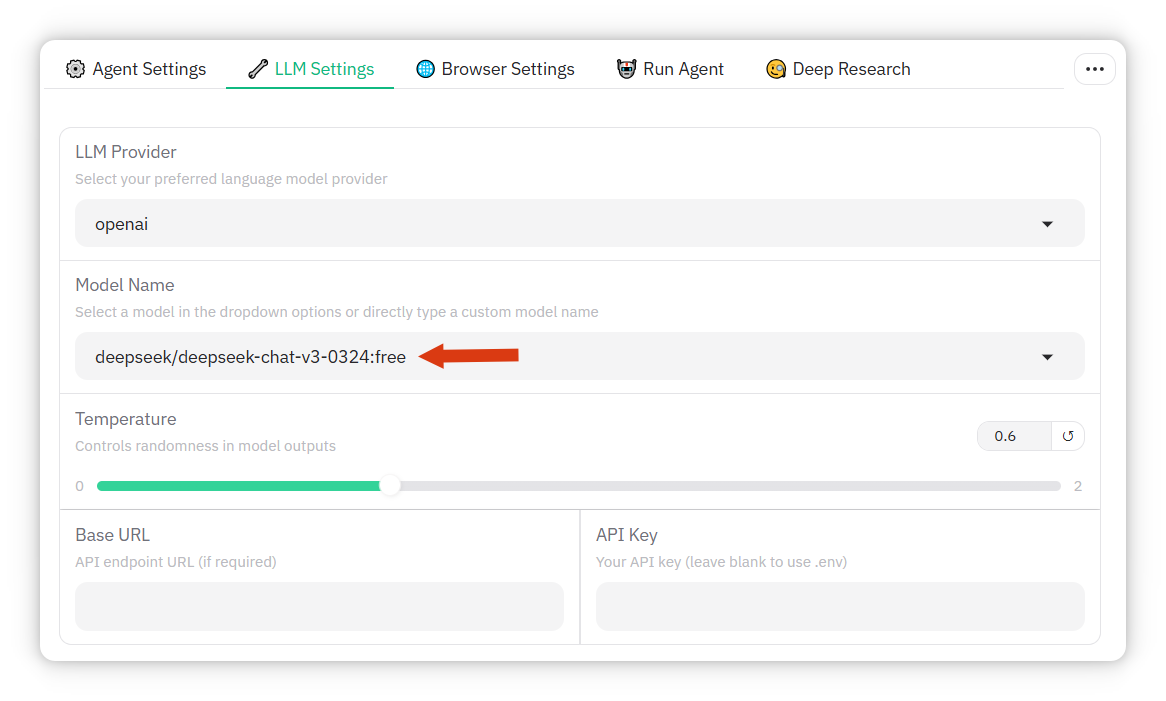 Agent Settings
LLM Settings
Browser Settings
Run Agent
Deep Research
LLM Provider
Select your preferred language model provider
openai
Model Name
Select a model in the dropdown options or directly type a custom model name
deepseek/deepseek-chat-v3-0324:free
Temperature
Controls randomness in model outputs
0.6
0
2
Base URL
API endpoint URL (if required)
API Key
Your API key (leave blank to use .env)